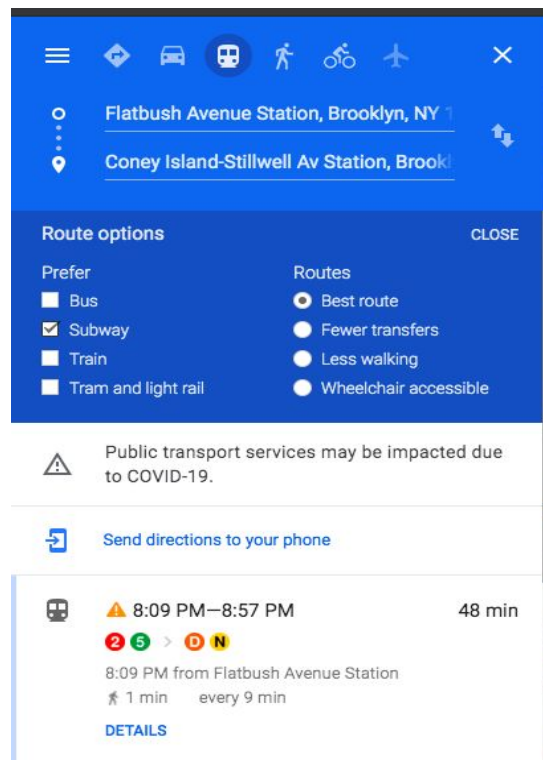 Flatbush Avenue Station, Brooklyn, NY 1
Coney Island-Stillwell Av Station, Brookl
Route options
CLOSE
Prefer
Routes
Bus
Best route
Subway
Fewer transfers
Train
Less walking
Tram and light rail
Wheelchair accessible
Public transport services may be impacted due
to COVID-19.
Send directions to your phone
8:09 PM—8:57 PM
48 min
2 5 > D N
8:09 PM from Flatbush Avenue Station
1 min every 9 min
DETAILS